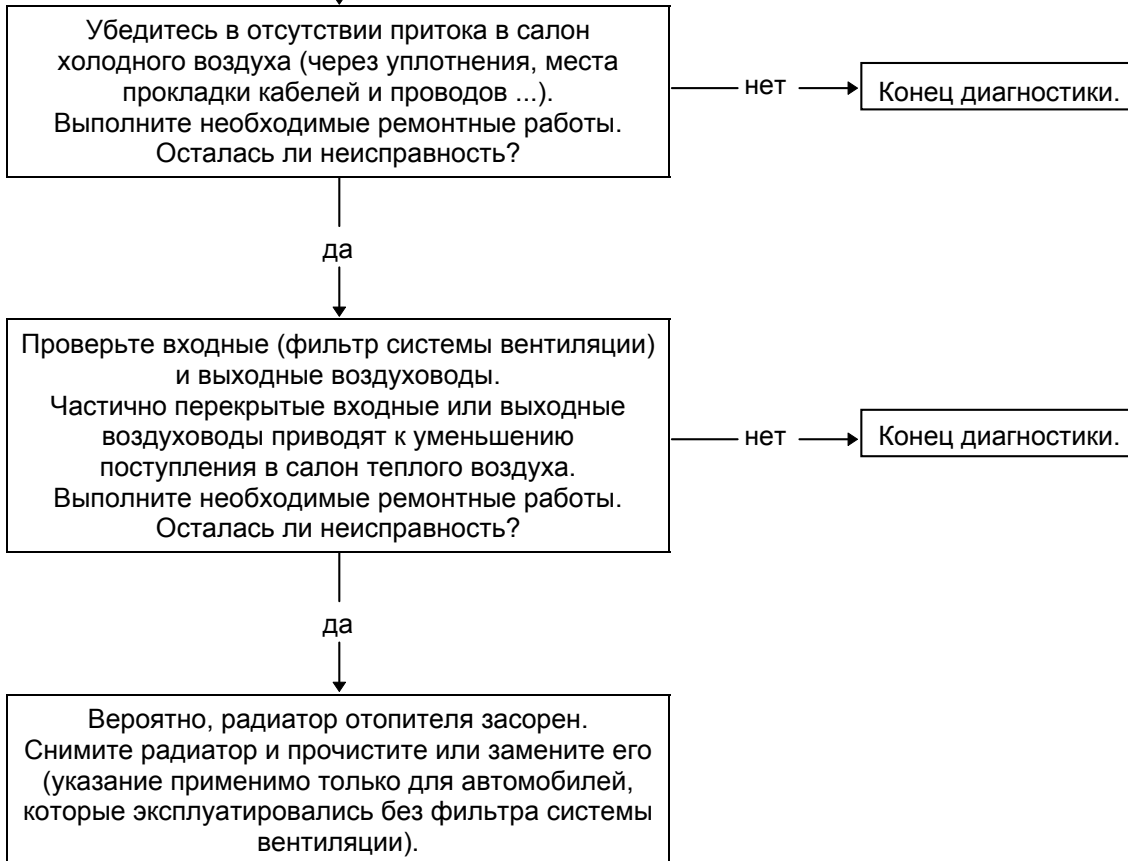 Убедитесь в отсутствии притока в салон
холодного воздуха (через уплотнения, места
прокладки кабелей и проводов ...).
Выполните необходимые ремонтные работы.
Осталась ли неисправность?
нет
Конец диагностики.
да
Проверьте входные (фильтр системы вентиляции)
и выходные воздуховоды.
Частично перекрытые входные или выходные
воздуховоды приводят к уменьшению
поступления в салон теплого воздуха.
Выполните необходимые ремонтные работы.
Осталась ли неисправность?
нет
Конец диагностики.
да
Вероятно, радиатор отопителя засорен.
Снимите радиатор и прочистите или замените его
(указание применимо только для автомобилей,
которые эксплуатировались без фильтра системы
вентиляции).